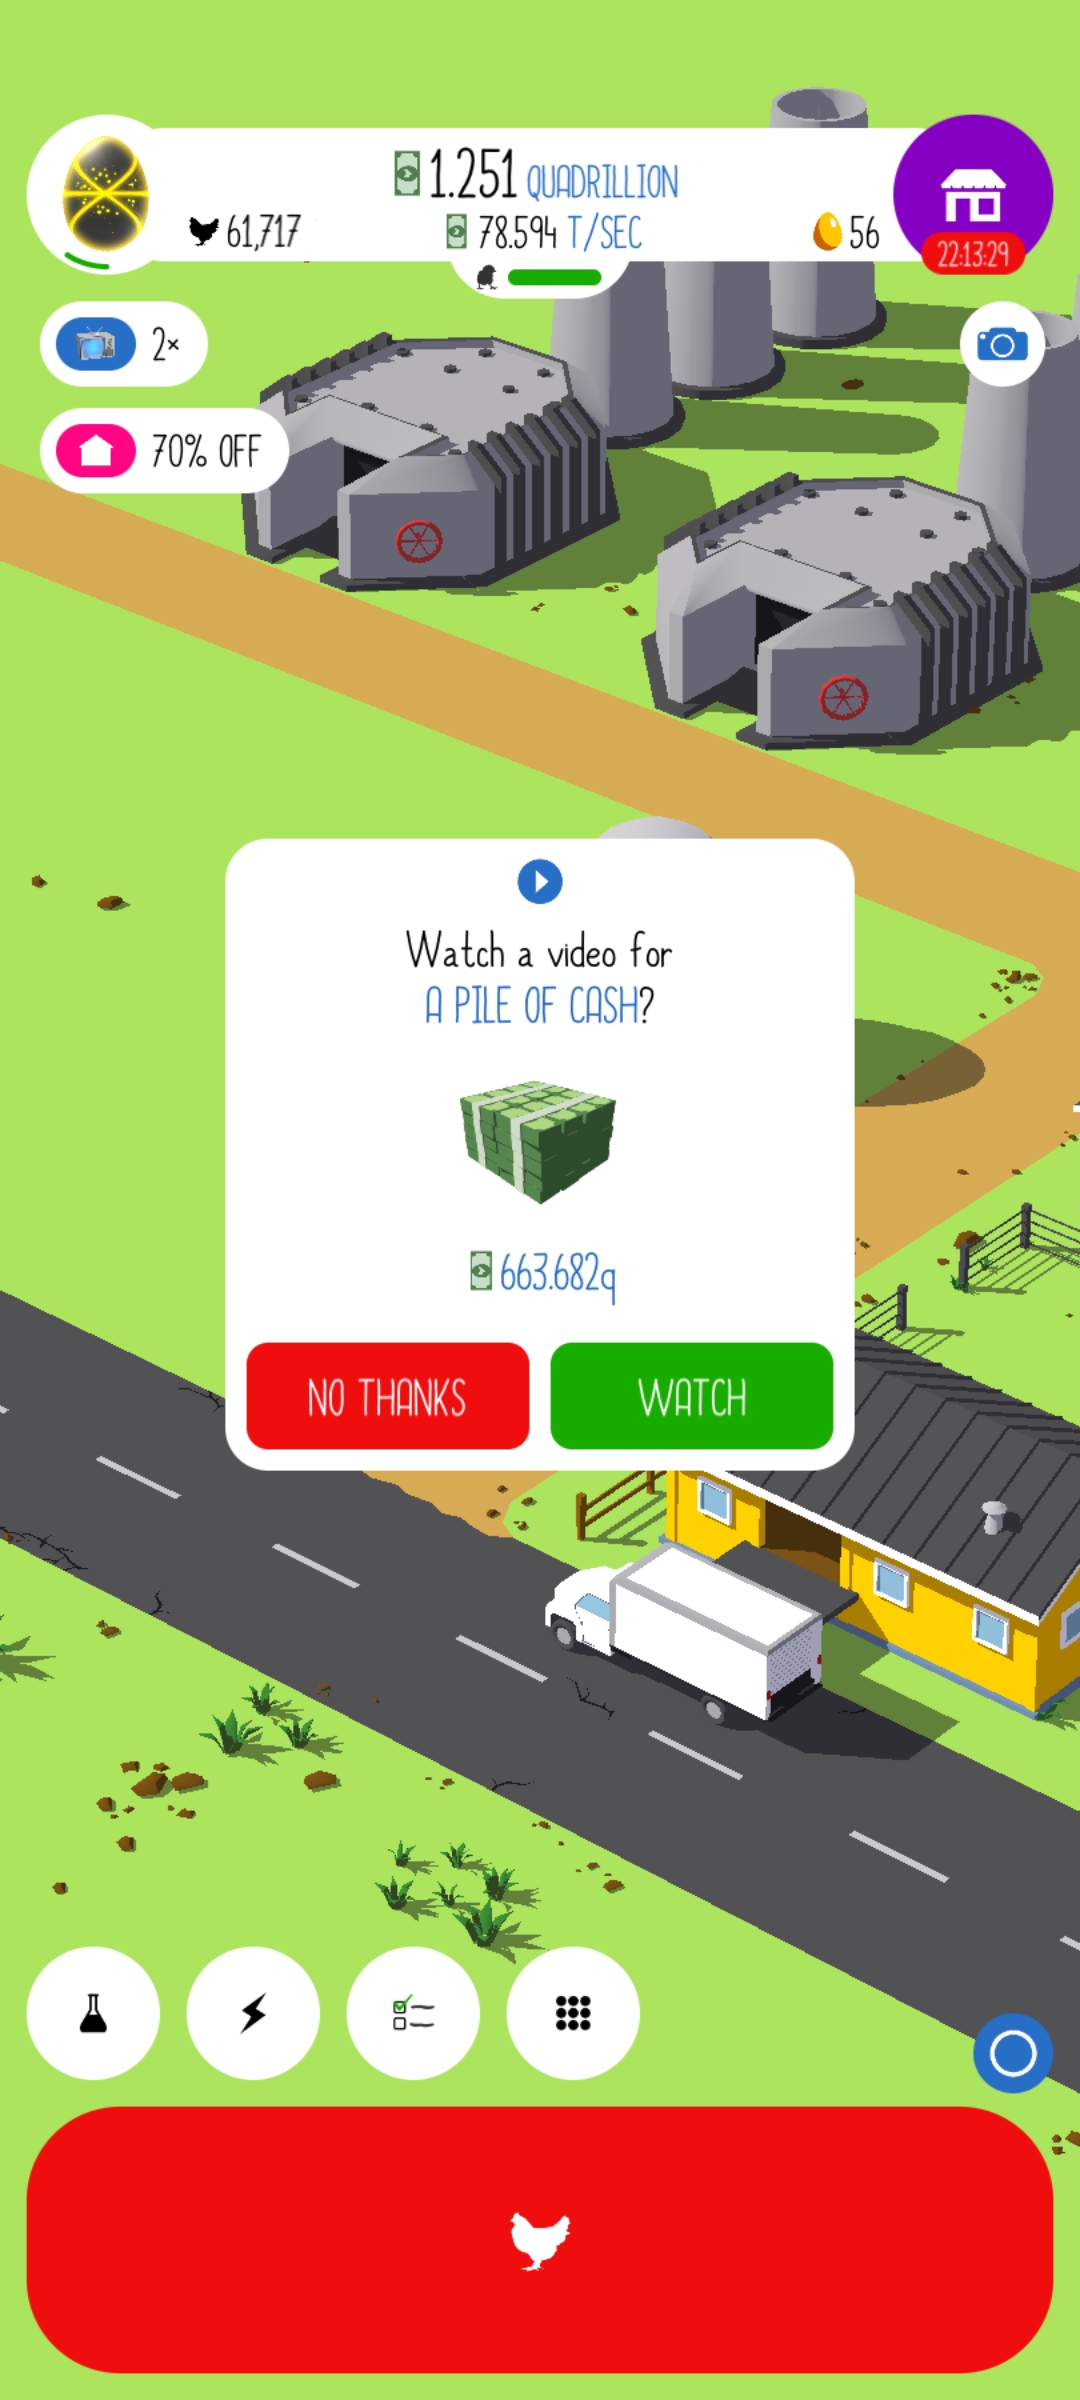 1.251 QUADRILLION
61,717
78.594 T/SEC
56
22:13:29
2×
70% OFF
Watch a video for
A PILE OF CASH?
663.682q
NO THANKS
WATCH